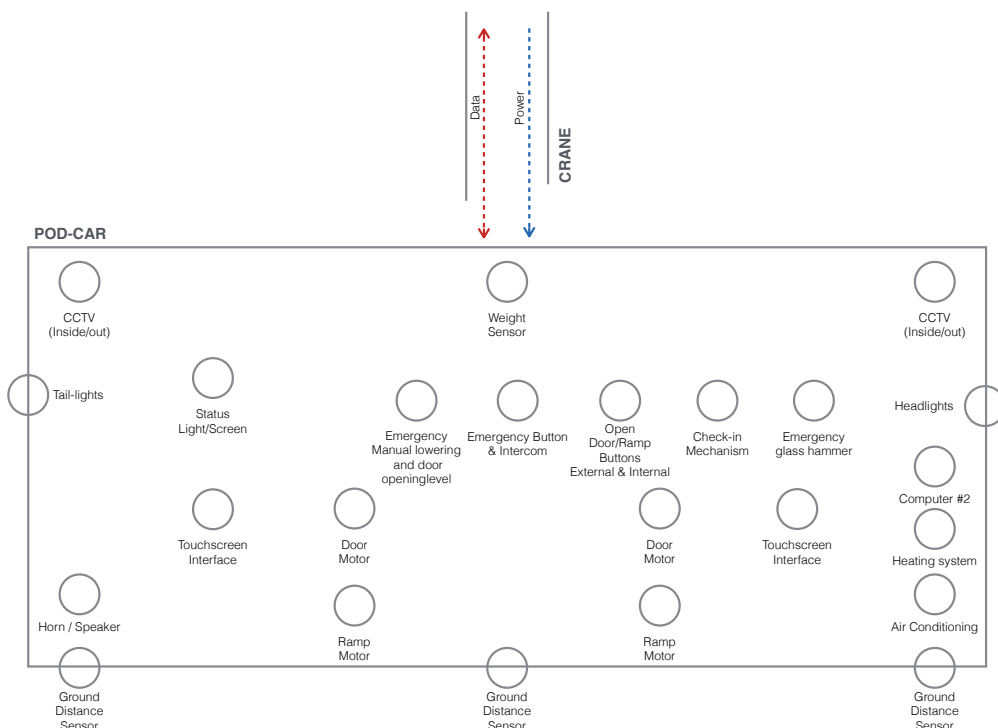 Data
Power
CRANE
POD-CAR
CCTV
(Inside/out)
Weight
Sensor
CCTV
(Inside/out)
Tail-lights
Status
Light/Screen
Emergency
Manual lowering
and door
openinglevel
Emergency Button
& Intercom
Open
Door/Ramp
Buttons
External & Internal
Check-in
Mechanism
Emergency
glass hammer
Headlights
Computer #2
Touchscreen
Interface
Door
Motor
Door
Motor
Touchscreen
Interface
Heating system
Horn / Speaker
Ramp
Motor
Ramp
Motor
Air Conditioning
Ground
Distance
Sensor
Ground
Distance
Sensor
Ground
Distance
Sensor